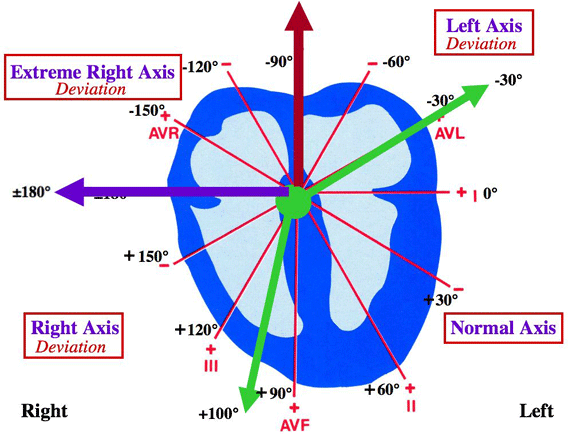 Left Axis
Deviation
Extreme Right Axis
Deviation
-120° −
-90°
− -60°
-30°
-150°
+
AVR
-30°
+
AVL
±180°
±180°
+ I 0°
+ 150°
−
−
+30°
Right Axis
Deviation
+120°
+
III
Normal Axis
+100°
+90°
+
AVF
+60° +
II
Right
Left